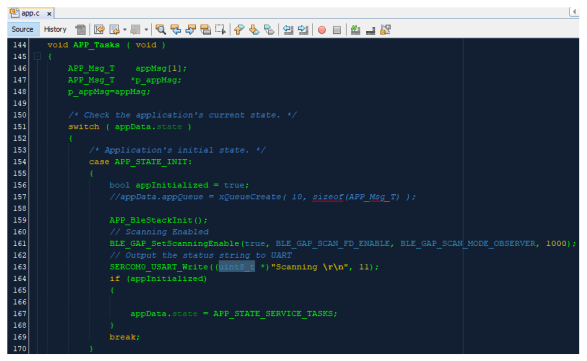 app.c
Source History
144 void APP_Tasks ( void )
145 {
146 APP_Msg_T appMsg[1];
147 APP_Msg_T *p_appMsg;
148 p_appMsg=appMsg;
149
150 /* Check the application's current state. */
151 switch ( appData.state )
152 {
153 /* Application's initial state. */
154 case APP_STATE_INIT:
155 {
156 bool appInitialized = true;
157 //appData.appQueue = xQueueCreate( 10, sizeof(APP_Msg_T) );
158
159 APP_BleStackInit();
160 // Scanning Enabled
161 BLE_GAP_SetScanningEnable(true, BLE_GAP_SCAN_FD_ENABLE, BLE_GAP_SCAN_MODE_OBSERVER, 1000);
162 // Output the status string to UART
163 SERCOM0_USART_Write((uint8_t *)"Scanning \r\n", 11);
164 if (appInitialized)
165 {
166
167 appData.state = APP_STATE_SERVICE_TASKS;
168 }
169 break;
170 }